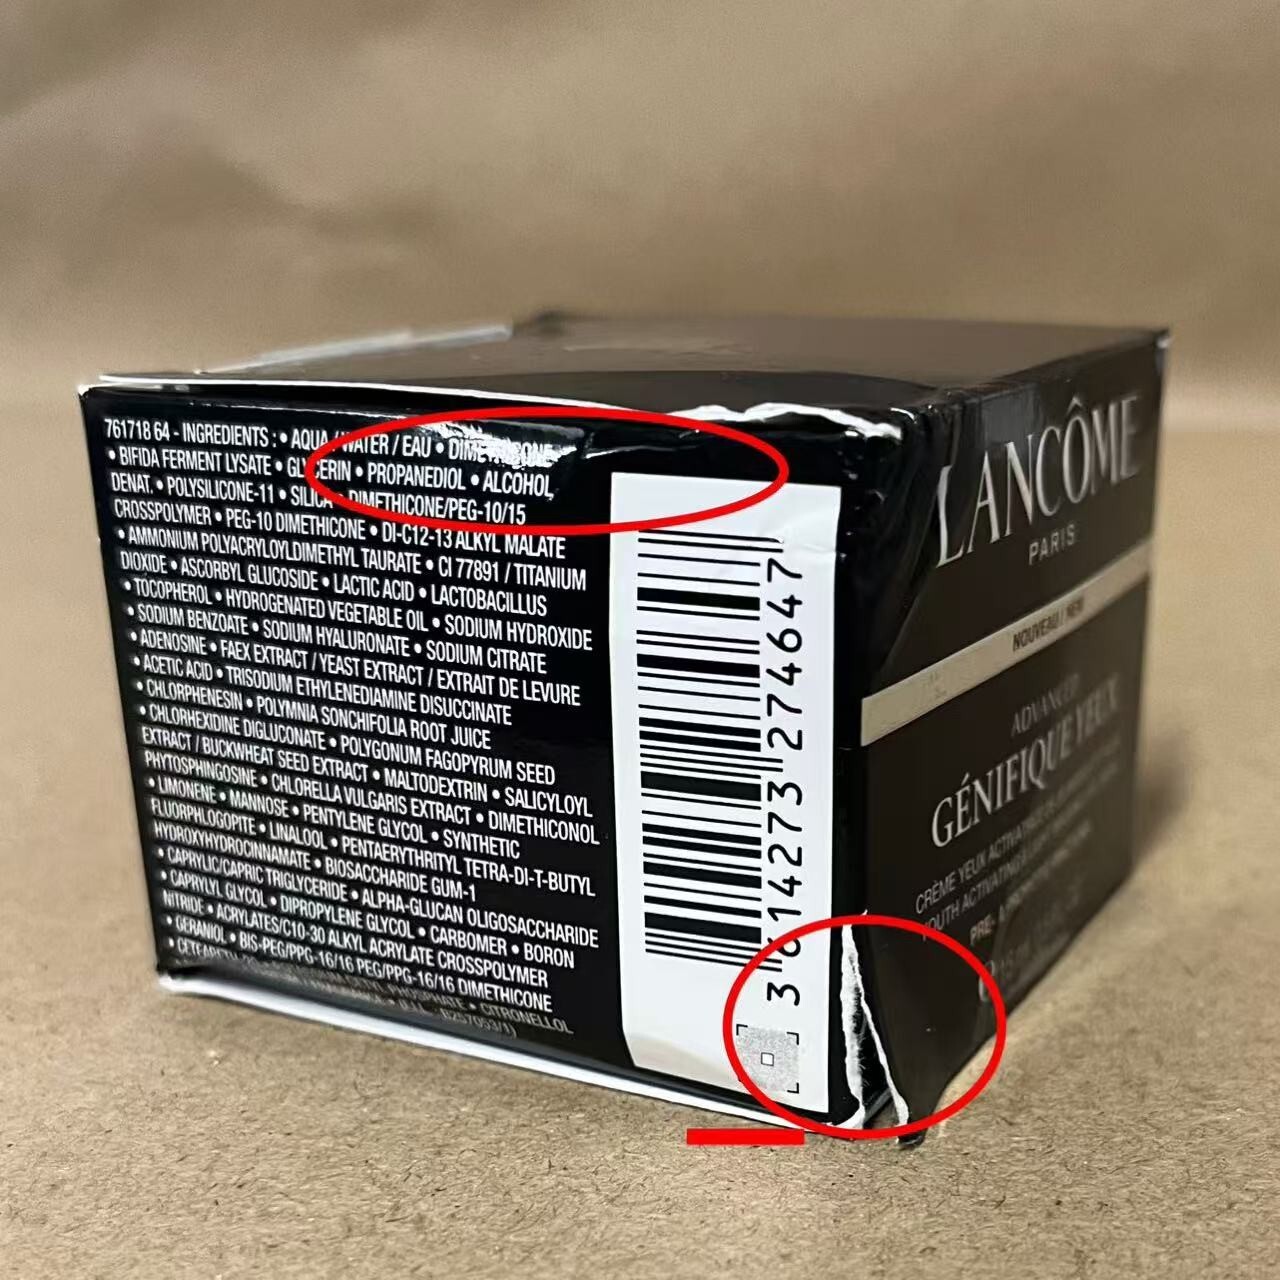 761718 64 - INGREDIENTS : • AQUA / WATER / EAU • DIMETHICONE
• BIFIDA FERMENT LYSATE • GLYCERIN • PROPANEDIOL • ALCOHOL
DENAT. • POLYSILICONE-11 • SILICA • DIMETHICONE/PEG-10/15
CROSSPOLYMER • PEG-10 DIMETHICONE • DI-C12-13 ALKYL MALATE
• AMMONIUM POLYACRYLOYLDIMETHYL TAURATE • CI 77891 / TITANIUM
DIOXIDE • ASCORBYL GLUCOSIDE • LACTIC ACID • LACTOBACILLUS
• TOCOPHEROL • HYDROGENATED VEGETABLE OIL • SODIUM HYDROXIDE
• SODIUM BENZOATE • SODIUM HYALURONATE • SODIUM CITRATE
• ADENOSINE • FAEX EXTRACT / YEAST EXTRACT / EXTRAIT DE LEVURE
• ACETIC ACID • TRISODIUM ETHYLENEDIAMINE DISUCCINATE
• CHLORPHENESIN • POLYMNIA SONCHIFOLIA ROOT JUICE
• CHLORHEXIDINE DIGLUCONATE • POLYGONUM FAGOPYRUM SEED
EXTRACT / BUCKWHEAT SEED EXTRACT • MALTODEXTRIN • SALICYLOYL
PHYTOSPHINGOSINE • CHLORELLA VULGARIS EXTRACT • DIMETHICONOL
• LIMONENE • MANNOSE • PENTYLENE GLYCOL • SYNTHETIC
FLUORPHLOGOPITE • LINALOOL • PENTAERYTHRITYL TETRA-DI-T-BUTYL
HYDROXYHYDROCINNAMATE • BIOSACCHARIDE GUM-1
• CAPRYLIC/CAPRIC TRIGLYCERIDE • ALPHA-GLUCAN OLIGOSACCHARIDE
• CAPRYLYL GLYCOL • DIPROPYLENE GLYCOL • CARBOMER • BORON
NITRIDE • ACRYLATES/C10-30 ALKYL ACRYLATE CROSSPOLYMER
• GERANIOL • BIS-PEG/PPG-16/16 PEG/PPG-16/16 DIMETHICONE
• CITRONELLOL
3 614273 274647
LANCÔME
PARIS
NOUVEAU / NEW
ADVANCED
GÉNIFIQUE YEUX
CRÈME YEUX
YOUTH ACTIVATING